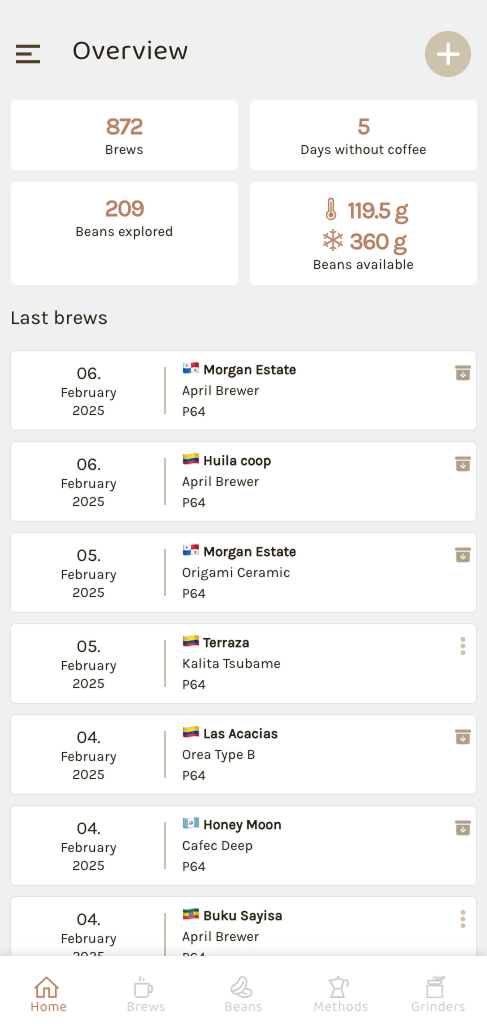 Overview
872
Brews
5
Days without coffee
209
Beans explored
119.5 g
360 g
Beans available
Last brews
06.
February
2025
Morgan Estate
April Brewer
P64
06.
February
2025
Huila coop
April Brewer
P64
05.
February
2025
Morgan Estate
Origami Ceramic
P64
05.
February
2025
Terraza
Kalita Tsubame
P64
04.
February
2025
Las Acacias
Orea Type B
P64
04.
February
2025
Honey Moon
Cafec Deep
P64
04.
February
2025
Buku Sayisa
April Brewer
P64
Home
Brews
Beans
Methods
Grinders